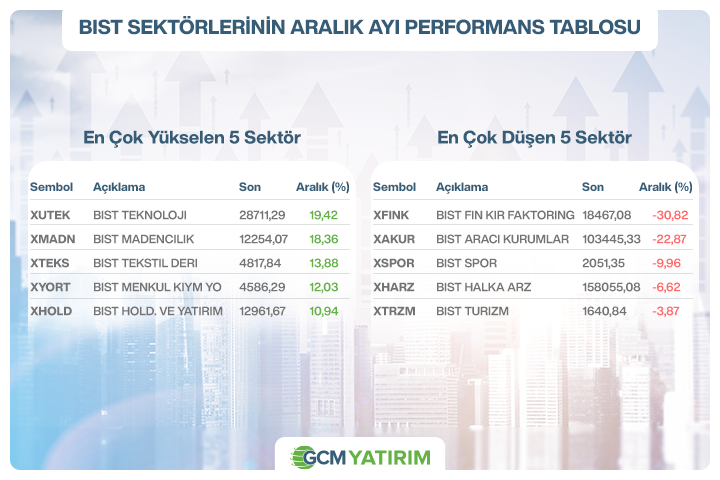 BIST SEKTÖRLERİNİN ARALIK AYI PERFORMANS TABLOSU
En Çok Yükselen 5 Sektör
Sembol Açıklama Son Aralık (%)
XUTEK BIST TEKNOLOJI 28711,29 19,42
XMADN BIST MADENCILIK 12254,07 18,36
XTEKS BIST TEKSTIL DERI 4817,84 13,88
XYORT BIST MENKUL KIYM YO 4586,29 12,03
XHOLD BIST HOLD. VE YATIRIM 12961,67 10,94
En Çok Düşen 5 Sektör
Sembol Açıklama Son Aralık (%)
XFINK BIST FIN KIR FAKTORING 18467,08 -30,82
XAKUR BIST ARACI KURUMLAR 103445,33 -22,87
XSPOR BIST SPOR 2051,35 -9,96
XHARZ BIST HALKA ARZ 158055,08 -6,62
XTRZM BIST TURIZM 1640,84 -3,87
GCM YATIRIM